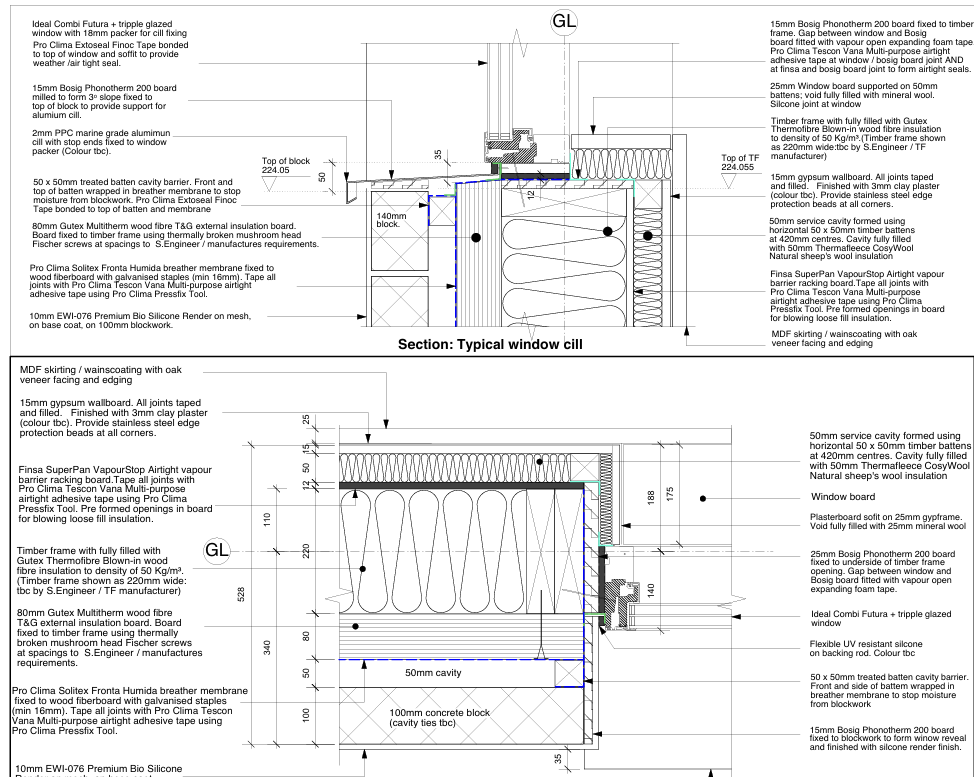 Ideal Combi Futura + tripple glazed
window with 18mm packer for cill fixing
Pro Clima Extoseal Finoc Tape bonded
to top of window and soffit to provide
weather /air tight seal.
15mm Bosig Phonotherm 200 board
milled to form 3º slope fixed to
top of block to provide support for
alumium cill.
2mm PPC marine grade alumimun
cill with stop ends fixed to window
packer (Colour tbc).
50 x 50mm treated batten cavity barrier. Front and
top of batten wrapped in breather membrane to stop
moisture from blockwork. Pro Clima Extoseal Finoc
Tape bonded to top of batten and membrane
80mm Gutex Multitherm wood fibre T&G external insulation board.
Board fixed to timber frame using thermally broken mushroom head
Fischer screws at spacings to  S.Engineer / manufactures requirements.
Pro Clima Solitex Fronta Humida breather membrane fixed to
wood fiberboard with galvanised staples (min 16mm). Tape all
joints with Pro Clima Tescon Vana Multi-purpose airtight
adhesive tape using Pro Clima Pressfix Tool.
10mm EWI-076 Premium Bio Silicone Render on mesh,
on base coat, on 100mm blockwork.
GL
Top of block
224.05
50
35
12
140mm
block.
Top of TF
224.055
15mm Bosig Phonotherm 200 board fixed to timber
frame. Gap between window and Bosig
board fitted with vapour open expanding foam tape.
Pro Clima Tescon Vana Multi-purpose airtight
adhesive tape at window / bosig board joint AND
at finsa and bosig board joint to form airtight seals.
25mm Window board supported on 50mm
battens; void fully filled with mineral wool.
Silcone joint at window
Timber frame with fully filled with Gutex
Thermofibre Blown-in wood fibre insulation
to density of 50 Kg/m³.(Timber frame shown
as 220mm wide:tbc by S.Engineer / TF
manufacturer)
15mm gypsum wallboard. All joints taped
and filled.   Finished with 3mm clay plaster
(colour tbc). Provide stainless steel edge
protection beads at all corners.
50mm service cavity formed using
horizontal 50 x 50mm timber battens
at 420mm centres. Cavity fully filled
with 50mm Thermafleece CosyWool
Natural sheep's wool insulation
Finsa SuperPan VapourStop Airtight vapour
barrier racking board.Tape all joints with
Pro Clima Tescon Vana Multi-purpose
airtight adhesive tape using Pro Clima
Pressfix Tool. Pre formed openings in board
for blowing loose fill insulation.
MDF skirting / wainscoating with oak
veneer facing and edging
Section: Typical window cill
MDF skirting / wainscoating with oak
veneer facing and edging
15mm gypsum wallboard. All joints taped
and filled.   Finished with 3mm clay plaster
(colour tbc). Provide stainless steel edge
protection beads at all corners.
Finsa SuperPan VapourStop Airtight vapour
barrier racking board.Tape all joints with
Pro Clima Tescon Vana Multi-purpose
airtight adhesive tape using Pro Clima
Pressfix Tool. Pre formed openings in board
for blowing loose fill insulation.
GL
Timber frame with fully filled with
Gutex Thermofibre Blown-in wood
fibre insulation to density of 50 Kg/m³.
(Timber frame shown as 220mm wide:
tbc by S.Engineer / TF manufacturer)
80mm Gutex Multitherm wood fibre
T&G external insulation board. Board
fixed to timber frame using thermally
broken mushroom head Fischer screws
at spacings to  S.Engineer / manufactures
requirements.
Pro Clima Solitex Fronta Humida breather membrane
fixed to wood fiberboard with galvanised staples
(min 16mm). Tape all joints with Pro Clima Tescon
Vana Multi-purpose airtight adhesive tape using
Pro Clima Pressfix Tool.
10mm EWI-076 Premium Bio Silicone
528
110
340
25
15
50
12
220
80
50
100
50mm cavity
100mm concrete block
(cavity ties tbc)
35
188
175
140
50mm service cavity formed using
horizontal 50 x 50mm timber battens
at 420mm centres. Cavity fully filled
with 50mm Thermafleece CosyWool
Natural sheep's wool insulation
Window board
Plasterboard sofit on 25mm gypframe.
Void fully filled with 25mm mineral wool
25mm Bosig Phonotherm 200 board
fixed to underside of timber frame
opening. Gap between window and
Bosig board fitted with vapour open
expanding foam tape.
Ideal Combi Futura + tripple glazed
window
Flexible UV resistant silcone
on backing rod. Colour tbc
50 x 50mm treated batten cavity barrier.
Front and side of battem wrapped in
breather membrane to stop moisture
from blockwork
15mm Bosig Phonotherm 200 board
fixed to blockwork to form winow reveal
and finished with silcone render finish.